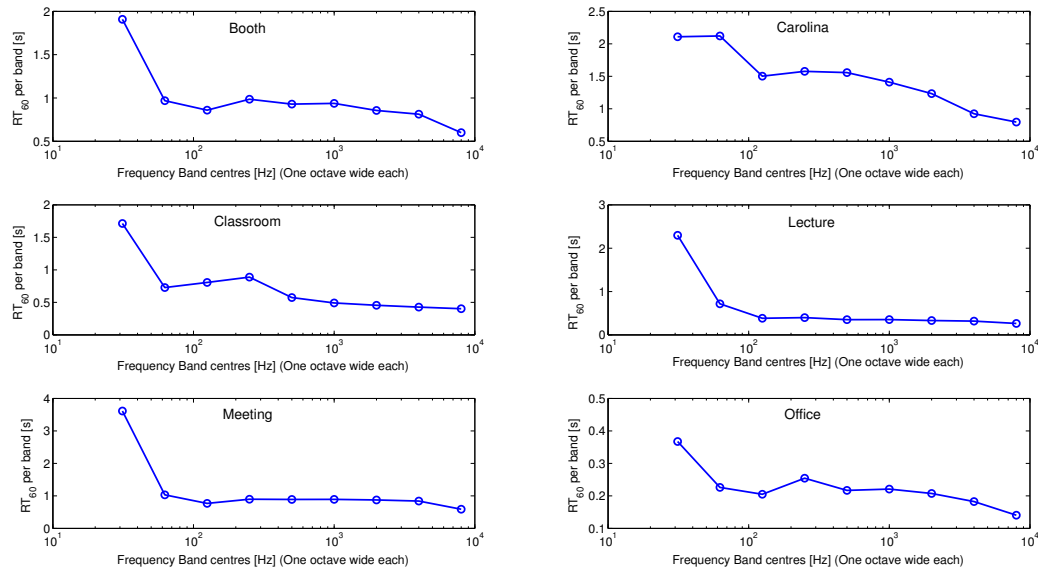 Booth
RT60 per band [s]
2
1.5
1
0.5
10^1 10^2 10^3 10^4
Frequency Band centres [Hz] (One octave wide each)
Carolina
RT60 per band [s]
2.5
2
1.5
1
0.5
10^1 10^2 10^3 10^4
Frequency Band centres [Hz] (One octave wide each)
Classroom
RT60 per band [s]
2
1.5
1
0.5
0
10^1 10^2 10^3 10^4
Frequency Band centres [Hz] (One octave wide each)
Lecture
RT60 per band [s]
3
2
1
0
10^1 10^2 10^3 10^4
Frequency Band centres [Hz] (One octave wide each)
Meeting
RT60 per band [s]
4
3
2
1
0
10^1 10^2 10^3 10^4
Frequency Band centres [Hz] (One octave wide each)
Office
RT60 per band [s]
0.5
0.4
0.3
0.2
0.1
10^1 10^2 10^3 10^4
Frequency Band centres [Hz] (One octave wide each)